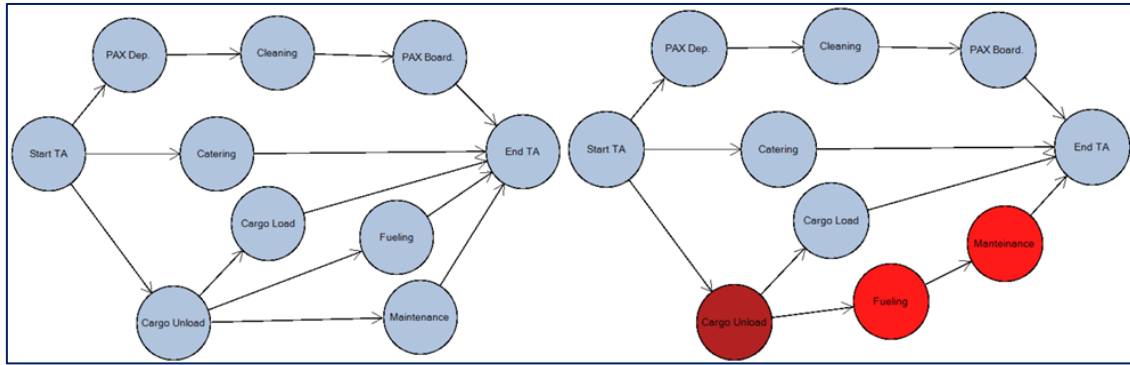 PAX Dep.
Cleaning
PAX Board.
Start TA
Catering
End TA
Cargo Load
Fueling
Cargo Unload
Maintenance
PAX Dep.
Cleaning
PAX Board.
Start TA
Catering
End TA
Cargo Load
Manteinance
Fueling
Cargo Unload